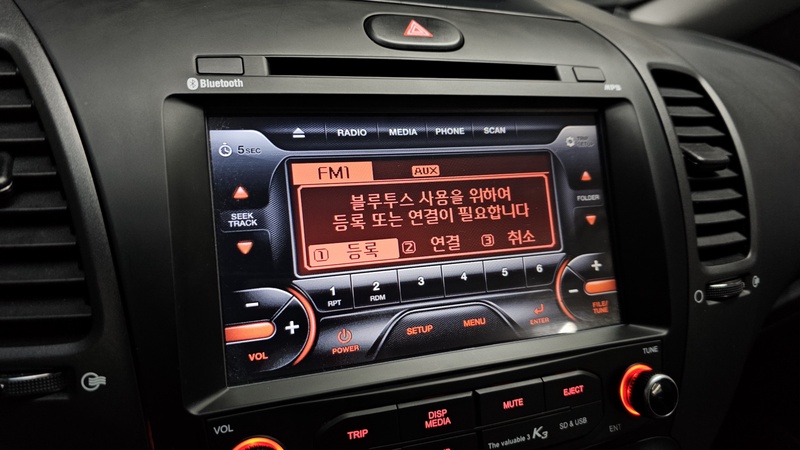 Bluetooth
MP3
RADIO MEDIA PHONE SCAN
5SEC
FM1 AUX
블루투스 사용을 위하여
등록 또는 연결이 필요합니다
1 등록 2 연결 3 취소
SEEK
TRACK
FOLDER
1 2 3 4 5 6
RPT RDM
VOL
POWER
SETUP
MENU
ENTER
FILE/
TUNE
TUNE
VOL
TRIP
DISP
MEDIA
MUTE
EJECT
The valuable 3 K3
SD & USB
ENT